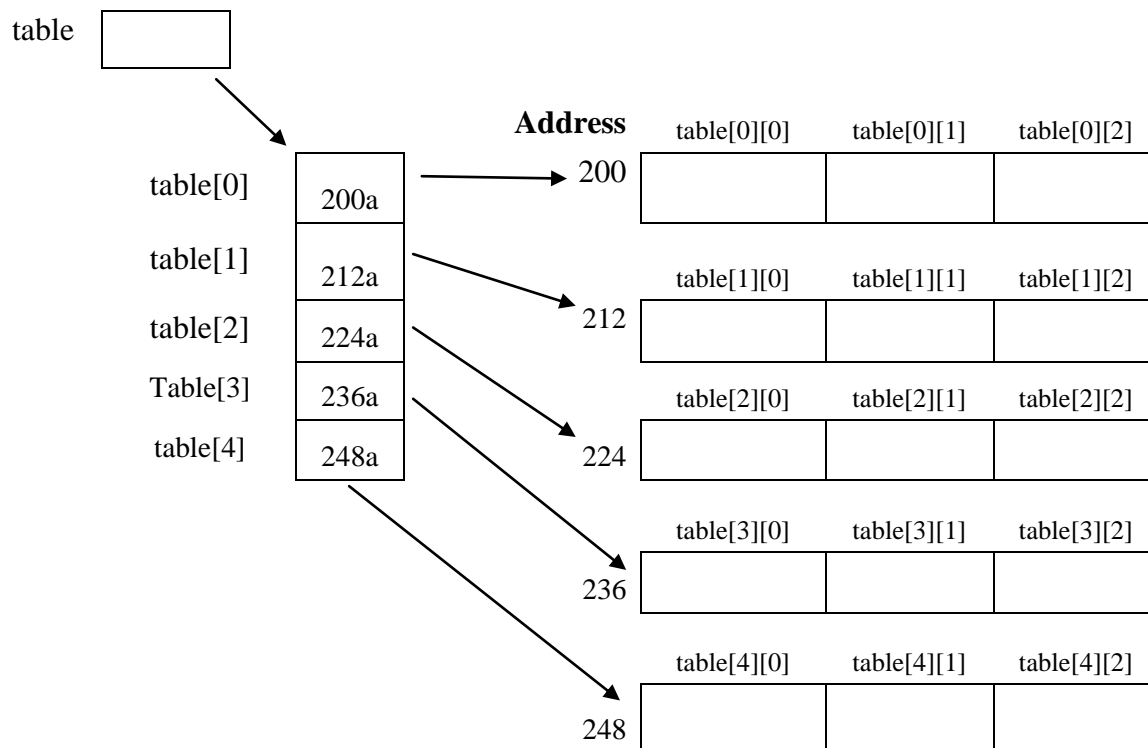 table
Address
table[0][0] table[0][1] table[0][2]
table[0] 200a 200
table[1] 212a
table[1][0] table[1][1] table[1][2]
212
table[2] 224a
Table[3] 236a
table[2][0] table[2][1] table[2][2]
table[4] 248a
224
table[3][0] table[3][1] table[3][2]
236
table[4][0] table[4][1] table[4][2]
248